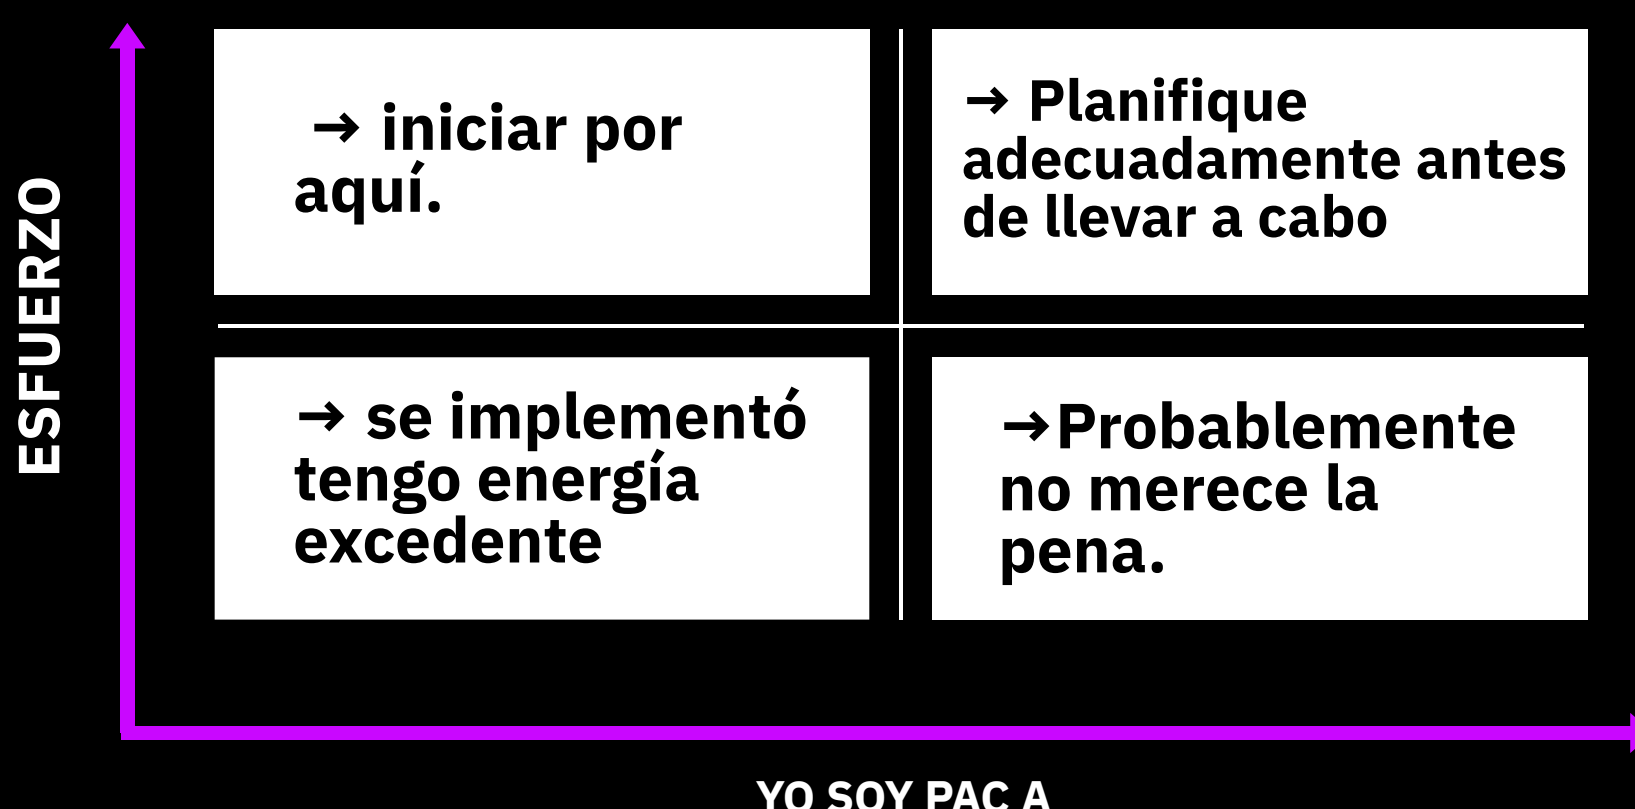 → iniciar por
aquí.
→ Planifique
adecuadamente antes
de llevar a cabo
ESFUERZO
→ se implementó
tengo energía
excedente
→Probablemente
no merece la
pena.
YO SOY PAC A